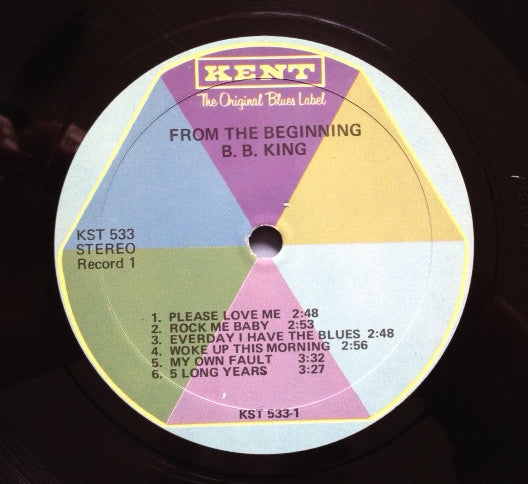 KENT
The Original Blues Label
FROM THE BEGINNING
B. B. KING
KST 533
STEREO
Record 1
1. PLEASE LOVE ME 2:48
2. ROCK ME BABY 2:53
3. EVERDAY I HAVE THE BLUES 2:48
4. WOKE UP THIS MORNING 2:56
5. MY OWN FAULT 3:32
6. 5 LONG YEARS 3:27
KST 533-1